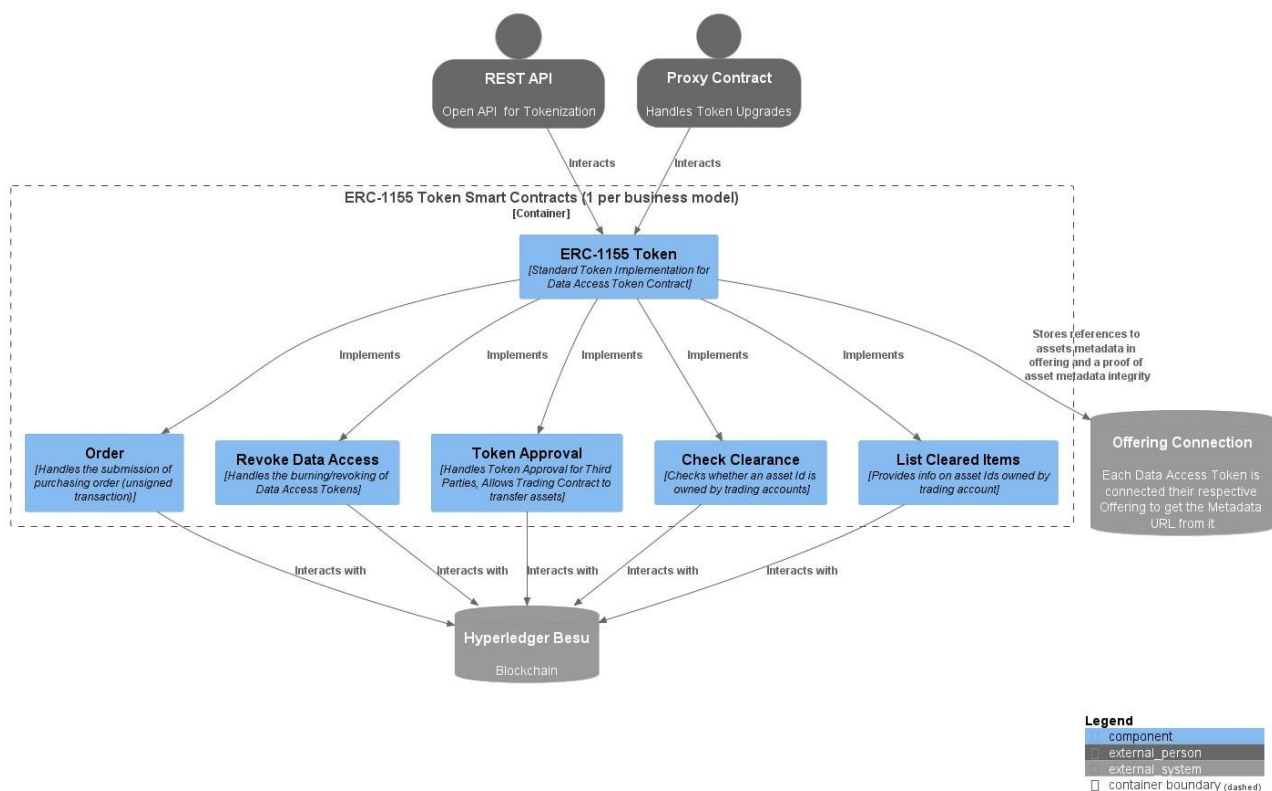 REST API
Open API for Tokenization
Proxy Contract
Handles Token Upgrades
Interacts
Interacts
ERC-1155 Token Smart Contracts (1 per business model)
[Container]
ERC-1155 Token
[Standard Token Implementation for
Data Access Token Contract]
Implements
Implements
Implements
Implements
Implements
Stores references to
assets metadata in
offering and a proof of
asset metadata integrity
Order
[Handles the submission of
purchasing order (unsigned
transaction)]
Revoke Data Access
[Handles the burning/revoking of
Data Access Tokens]
Token Approval
[Handles Token Approval for Third
Parties, Allows Trading Contract to
transfer assets]
Check Clearance
[Checks whether an asset Id is
owned by trading accounts]
List Cleared Items
[Provides info on asset Ids owned by
trading account]
Offering Connection
Each Data Access Token is
connected their respective
Offering to get the Metadata
URL from it
Interacts with
Interacts with
Interacts with
Interacts with
Interacts with
Hyperledger Besu
Blockchain
Legend
component
external_person
external_system
container boundary (dashed)